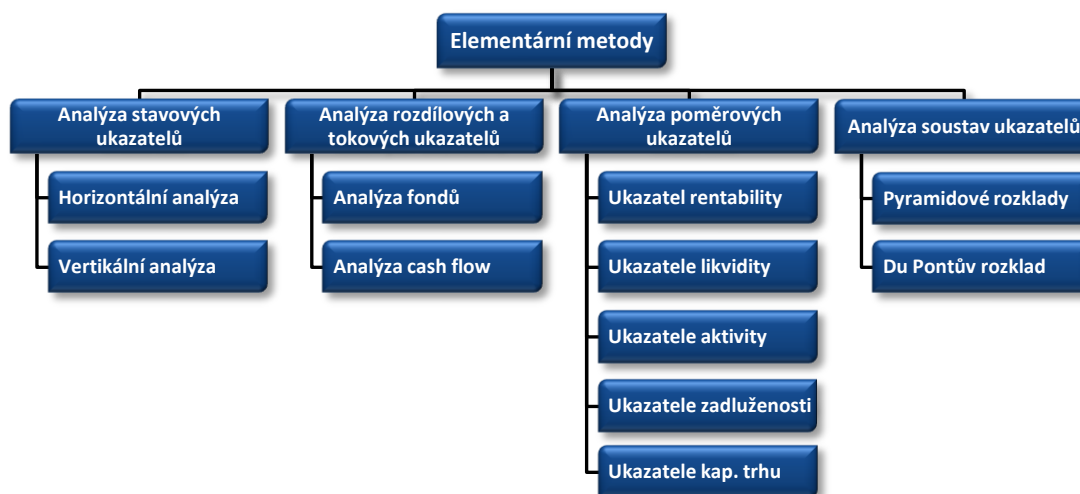 Elementární metody
Analýza stavových
ukazatelů
Horizontální analýza
Vertikální analýza
Analýza rozdílových a
tokových ukazatelů
Analýza fondů
Analýza cash flow
Analýza poměrových
ukazatelů
Ukazatel rentability
Ukazatele likvidity
Ukazatele aktivity
Ukazatele zadluženosti
Ukazatele kap. trhu
Analýza soustav ukazatelů
Pyramidové rozklady
Du Pontův rozklad